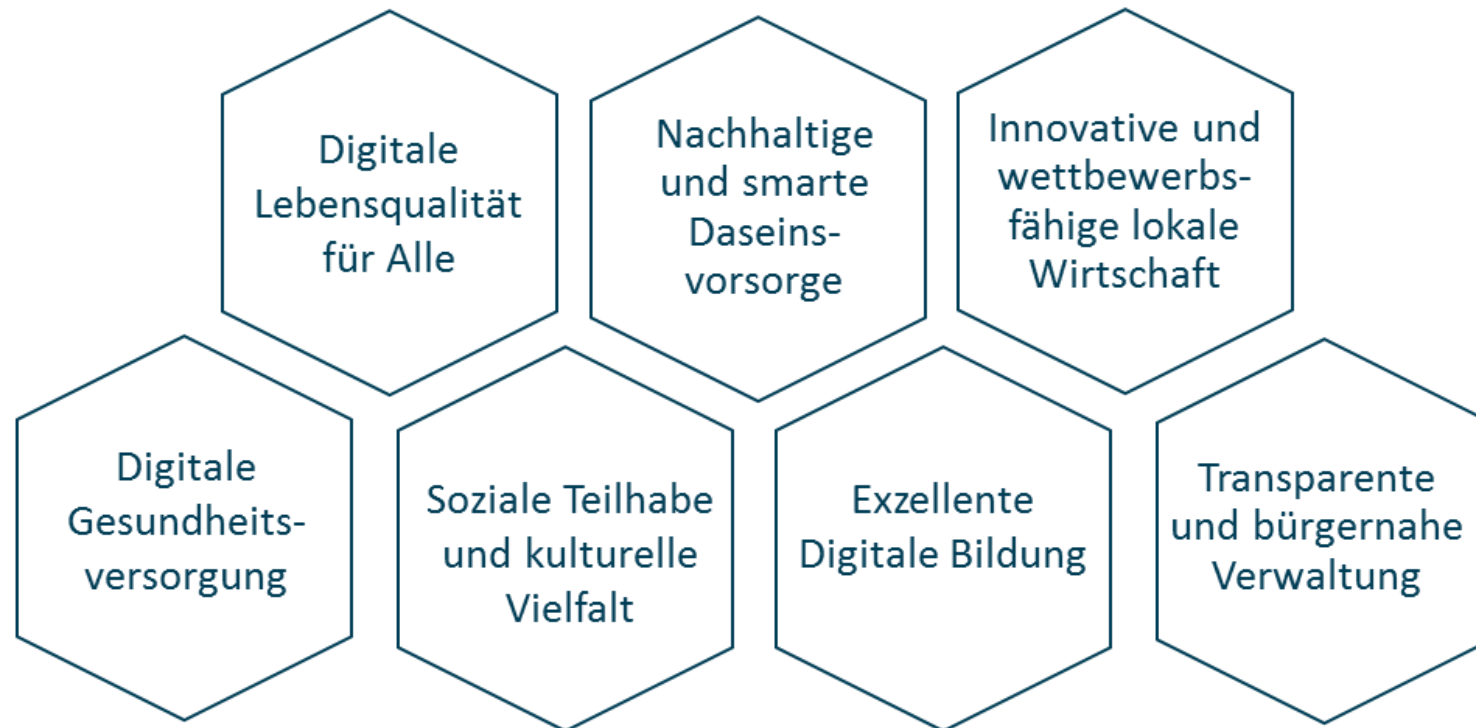 Digitale
Lebensqualität
für Alle
Nachhaltige
und smarte
Daseins-
vorsorge
Innovative und
wettbewerbs-
fähige lokale
Wirtschaft
Digitale
Gesundheits-
versorgung
Soziale Teilhabe
und kulturelle
Vielfalt
Exzellente
Digitale Bildung
Transparente
und bürgernahe
Verwaltung